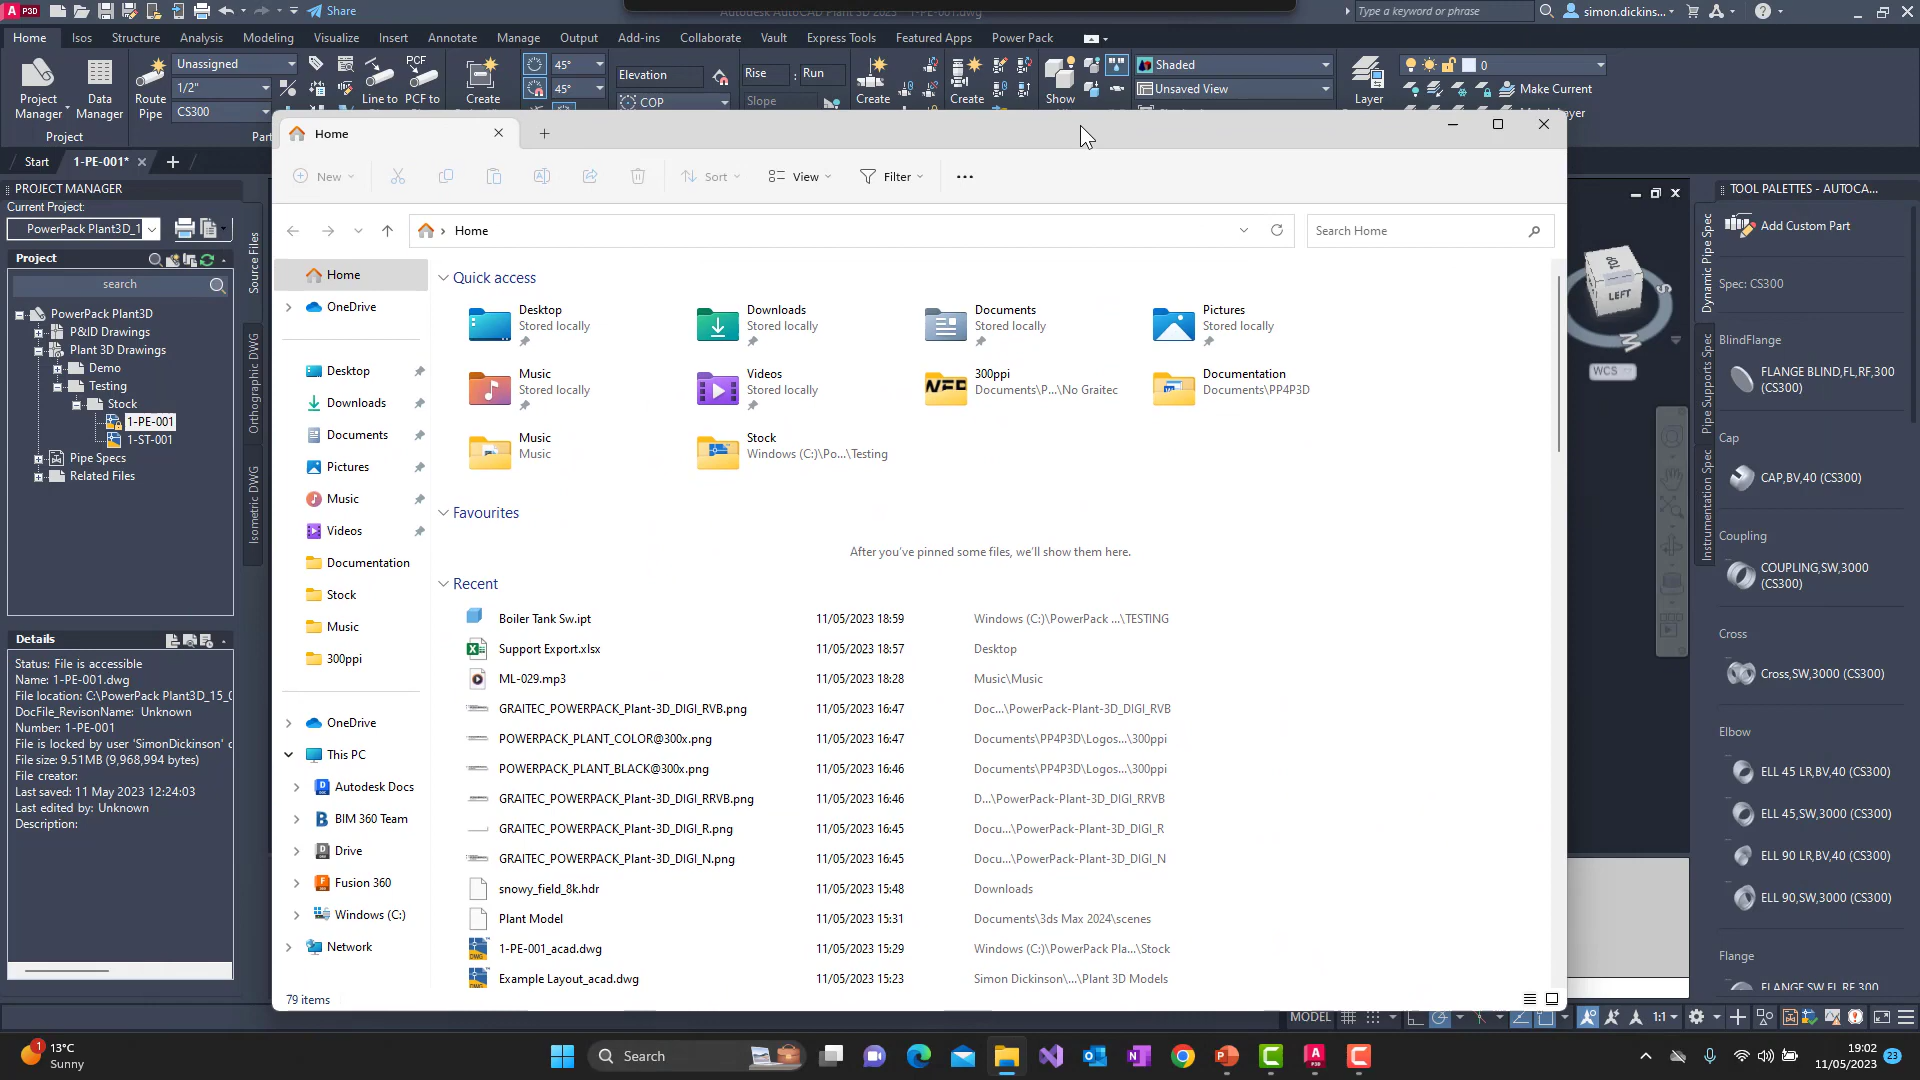 A P3D
Share
Autodesk AutoCAD Plant 3D 2023 1-PE-001.dwg
Type a keyword or phrase
simon.dickins...
Home Isos Structure Analysis Modeling Visualize Insert Annotate Manage Output Add-ins Collaborate Vault Express Tools Featured Apps Power Pack
Project Manager
Data Manager
Project
Route Pipe
Unassigned
1/2"
CS300
Line to
PCF
PCF to
Create
45°
45°
Elevation
COP
Rise : Run
Slope
Create
Create
Show
Shaded
Unsaved View
Layer
0
Make Current
Start
1-PE-001*
PROJECT MANAGER
Current Project:
PowerPack Plant3D_1
Project
search
PowerPack Plant3D
P&ID Drawings
Plant 3D Drawings
Demo
Testing
Stock
1-PE-001
1-ST-001
Pipe Specs
Related Files
Source Files
Orthographic DWG
Isometric DWG
Details
Status: File is accessible
Name: 1-PE-001.dwg
File location: C:\PowerPack Plant3D_15_
DocFile_RevisonName: Unknown
Number: 1-PE-001
File is locked by user 'SimonDickinson'
File size: 9.51MB (9,968,994 bytes)
File creator:
Last saved: 11 May 2023 12:24:03
Last edited by: Unknown
Description:
Home
New
Sort
View
Filter
Home
Search Home
Home
OneDrive
Desktop
Downloads
Documents
Pictures
Music
Videos
Documentation
Stock
Music
300ppi
OneDrive
This PC
Autodesk Docs
BIM 360 Team
Drive
Fusion 360
Windows (C:)
Network
79 items
Quick access
Desktop
Stored locally
Downloads
Stored locally
Documents
Stored locally
Pictures
Stored locally
Music
Stored locally
Videos
Stored locally
300ppi
Documents\P...\No Graitec
Documentation
Documents\PP4P3D
Music
Music
Stock
Windows (C:)\Po...\Testing
Favourites
After you've pinned some files, we'll show them here.
Recent
Boiler Tank Sw.ipt 11/05/2023 18:59 Windows (C:)\PowerPack ...\TESTING
Support Export.xlsx 11/05/2023 18:57 Desktop
ML-029.mp3 11/05/2023 18:28 Music\Music
GRAITEC_POWERPACK_Plant-3D_DIGI_RVB.png 11/05/2023 16:47 Doc...\PowerPack-Plant-3D_DIGI_RVB
POWERPACK_PLANT_COLOR@300x.png 11/05/2023 16:47 Documents\PP4P3D\Logos...\300ppi
POWERPACK_PLANT_BLACK@300x.png 11/05/2023 16:46 Documents\PP4P3D\Logos...\300ppi
GRAITEC_POWERPACK_Plant-3D_DIGI_RRVB.png 11/05/2023 16:46 D...\PowerPack-Plant-3D_DIGI_RRVB
GRAITEC_POWERPACK_Plant-3D_DIGI_R.png 11/05/2023 16:45 Docu...\PowerPack-Plant-3D_DIGI_R
GRAITEC_POWERPACK_Plant-3D_DIGI_N.png 11/05/2023 16:45 Docu...\PowerPack-Plant-3D_DIGI_N
snowy_field_8k.hdr 11/05/2023 15:48 Downloads
Plant Model 11/05/2023 15:31 Documents\3ds Max 2024\scenes
1-PE-001_acad.dwg 11/05/2023 15:29 Windows (C:)\PowerPack Pla...\Stock
Example Layout_acad.dwg 11/05/2023 15:23 Simon Dickinson\...\Plant 3D Models
TOP
LEFT
S
W
WCS
TOOL PALETTES - AUTOCA...
Dynamic Pipe Spec
Pipe Supports Spec
Instrumentation Spec
Add Custom Part
Spec: CS300
BlindFlange
FLANGE BLIND,FL,RF,300
(CS300)
Cap
CAP,BV,40 (CS300)
Coupling
COUPLING,SW,3000
(CS300)
Cross
Cross,SW,3000 (CS300)
Elbow
ELL 45 LR,BV,40 (CS300)
ELL 45,SW,3000 (CS300)
ELL 90 LR,BV,40 (CS300)
ELL 90,SW,3000 (CS300)
Flange
FLANGE SW,FL,RF,300
MODEL
1:1
1
13°C
Sunny
Search
19:02
11/05/2023
23